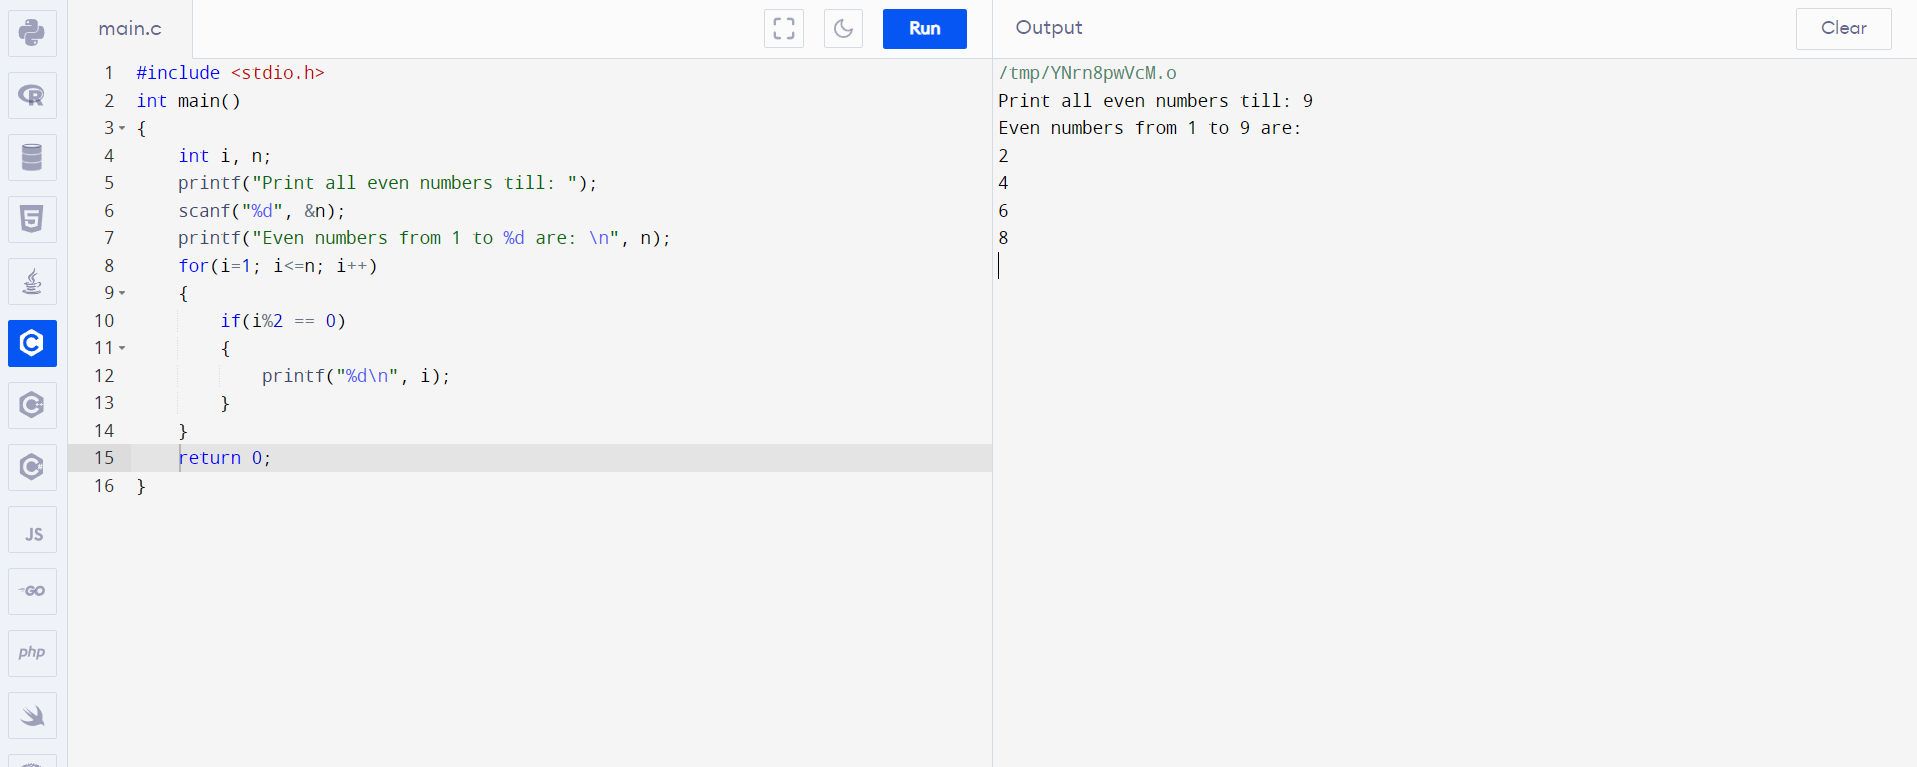 main.c
Run
Output
Clear
1 #include <stdio.h>
2 int main()
3 {
4     int i, n;
5     printf("Print all even numbers till: ");
6     scanf("%d", &n);
7     printf("Even numbers from 1 to %d are: \n", n);
8     for(i=1; i<=n; i++)
9     {
10         if(i%2 == 0)
11         {
12             printf("%d\n", i);
13         }
14     }
15     return 0;
16 }
/tmp/YNrn8pwVcM.o
Print all even numbers till: 9
Even numbers from 1 to 9 are:
2
4
6
8
R
5
C
C
C#
JS
GO
php